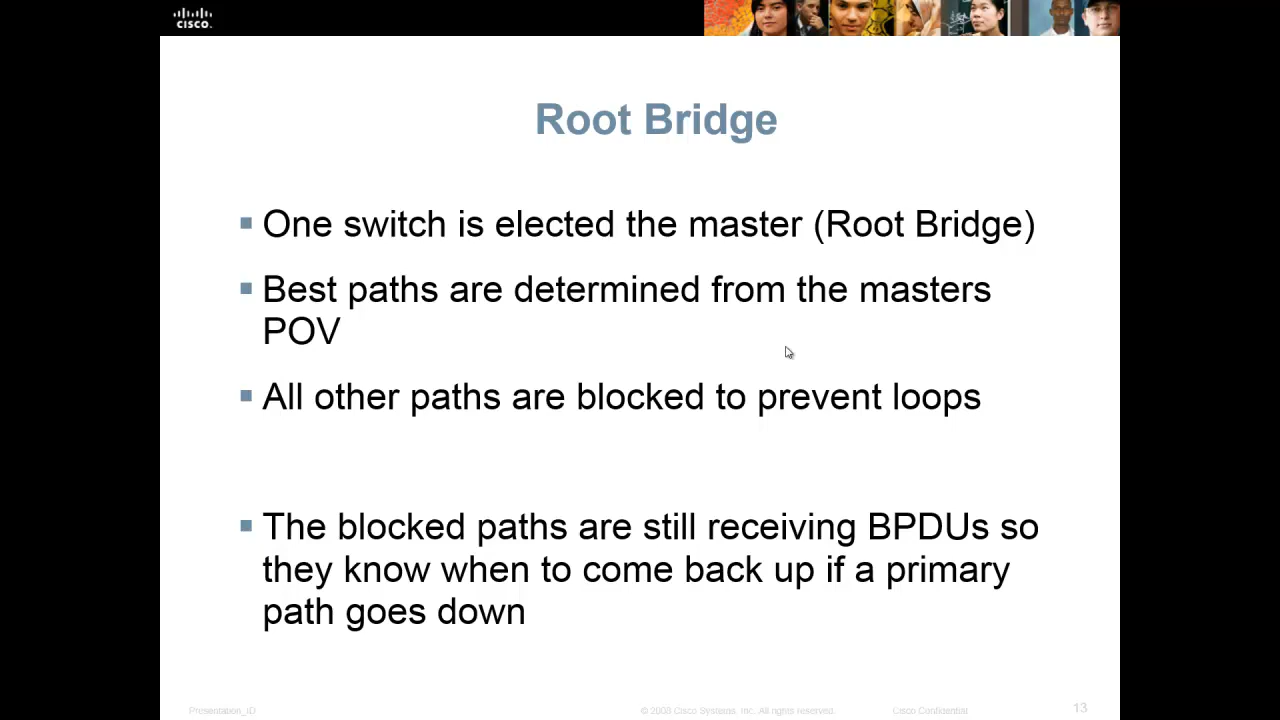 CISCO
Root Bridge
One switch is elected the master (Root Bridge)
Best paths are determined from the masters
POV
All other paths are blocked to prevent loops
The blocked paths are still receiving BPDUs so
they know when to come back up if a primary
path goes down
Presentation_ID
© 2008 Cisco Systems, Inc. All rights reserved.
Cisco Confidential
13